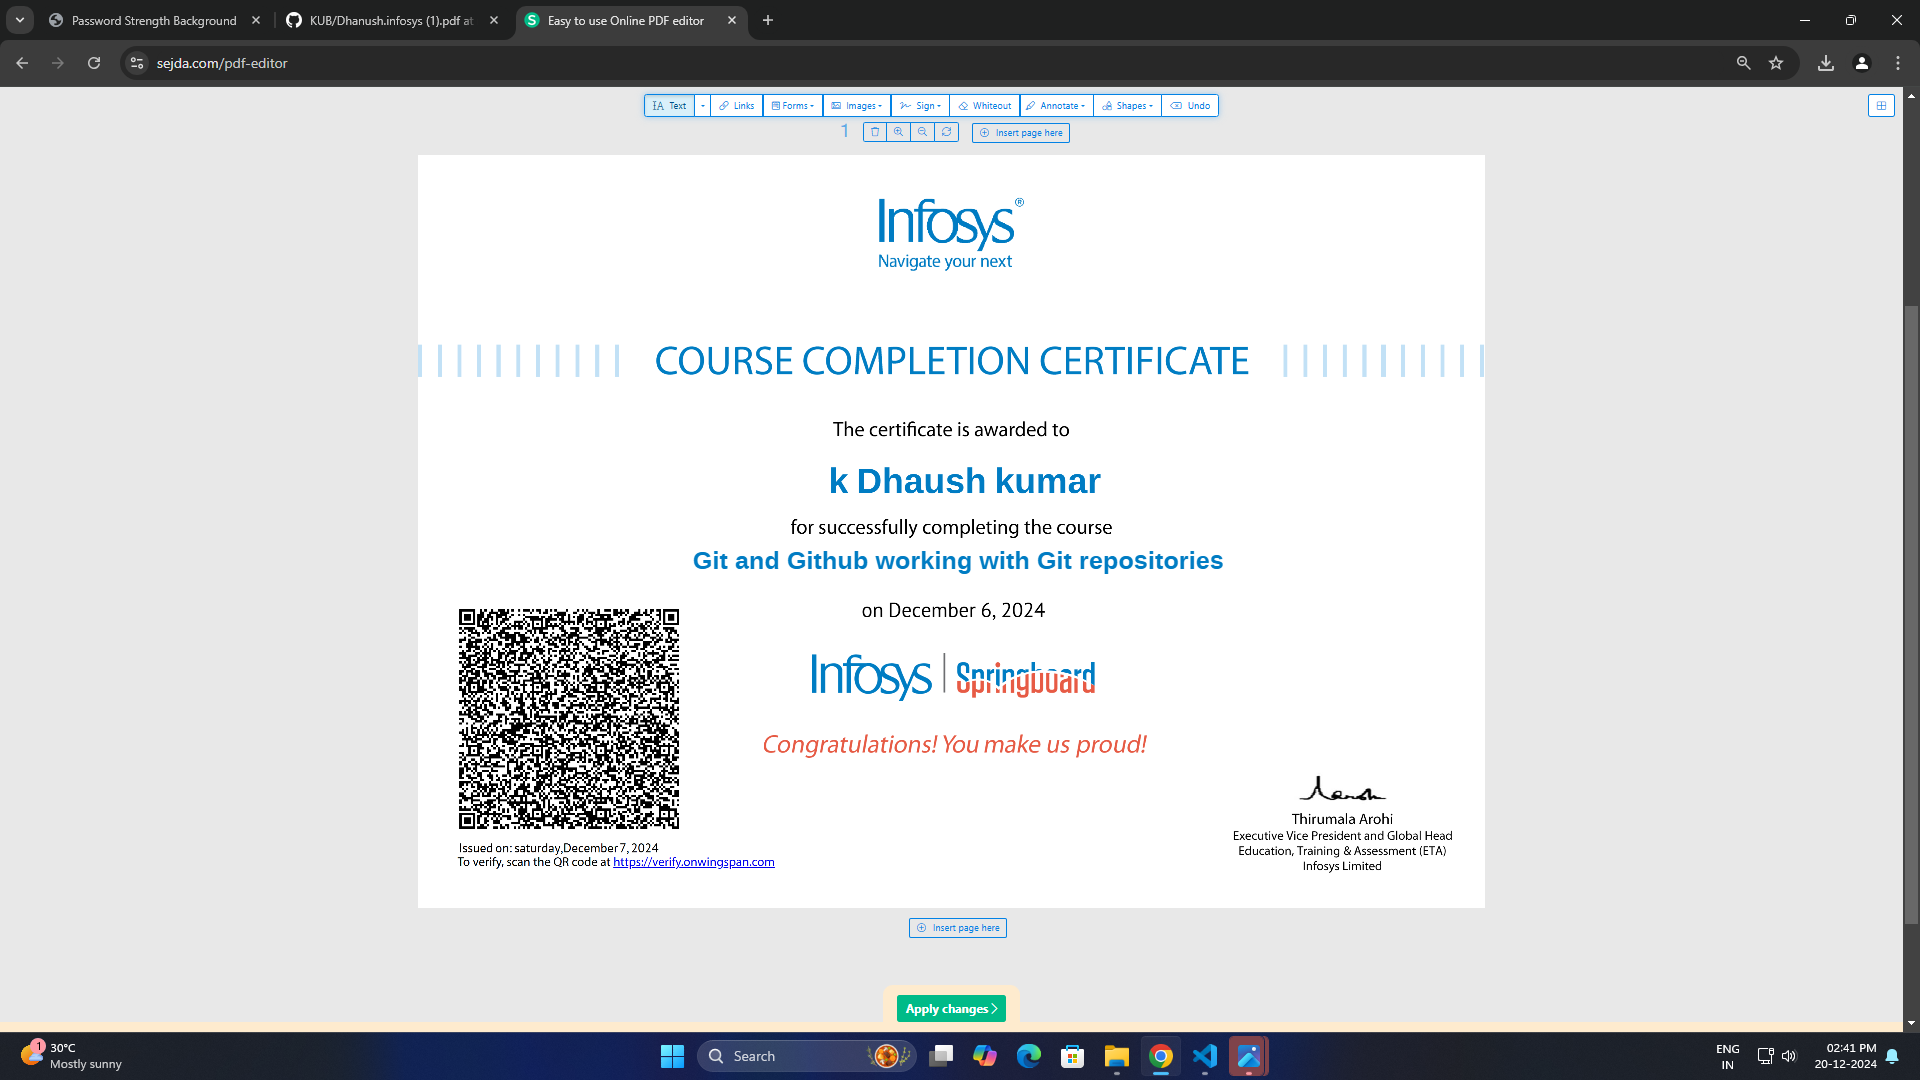 Password Strength Background
KUB/Dhanush.infosys (1).pdf at
Easy to use Online PDF editor
sejda.com/pdf-editor
Text
Links
Forms
Images
Sign
Whiteout
Annotate
Shapes
Undo
1
Insert page here
Infosys®
Navigate your next
COURSE COMPLETION CERTIFICATE
The certificate is awarded to
k Dhaush kumar
for successfully completing the course
Git and Github working with Git repositories
on December 6, 2024
Infosys | Springboard
Congratulations! You make us proud!
Thirumala Arohi
Executive Vice President and Global Head
Education, Training & Assessment (ETA)
Infosys Limited
Issued on: saturday,December 7, 2024
To verify, scan the QR code at https://verify.onwingspan.com
Insert page here
Apply changes
1
30°C
Mostly sunny
Search
ENG
IN
02:41 PM
20-12-2024